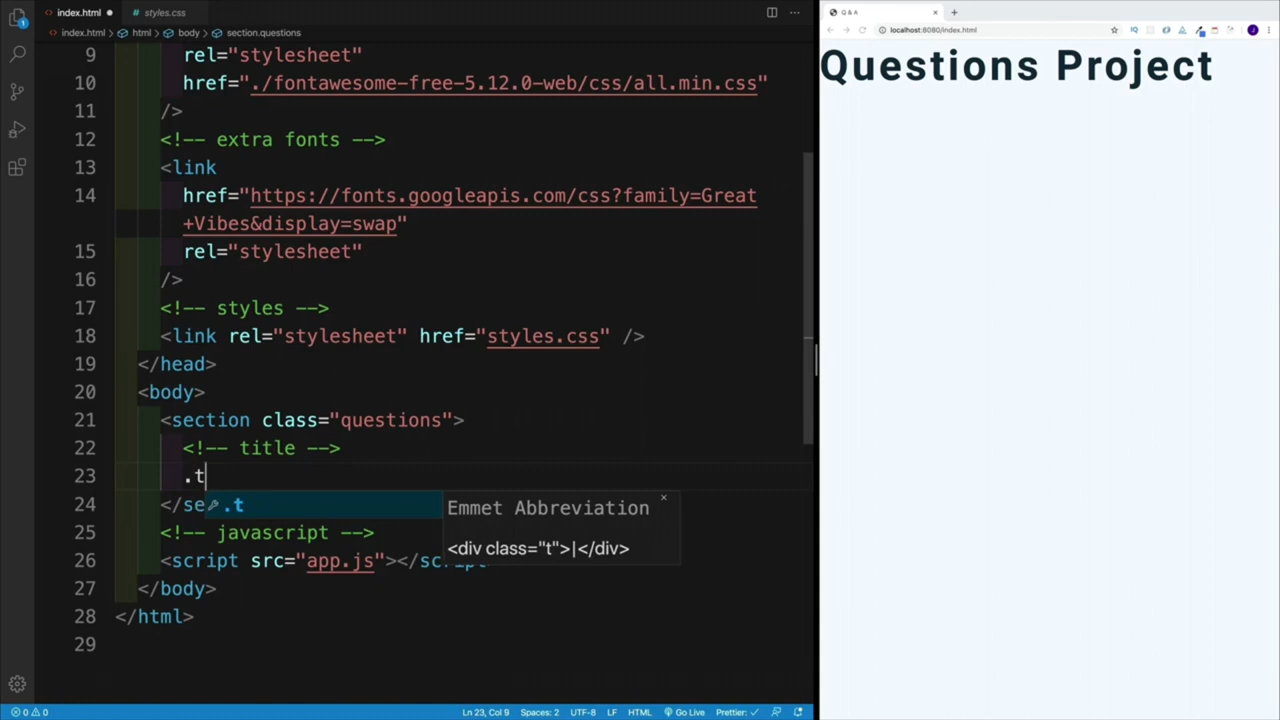 index.html
styles.css
index.html > html > body > section.questions
9 rel="stylesheet"
10 href="./fontawesome-free-5.12.0-web/css/all.min.css"
11 />
12 <!-- extra fonts -->
13 <link
14 href="https://fonts.googleapis.com/css?family=Great
+Vibes&display=swap"
15 rel="stylesheet"
16 />
17 <!-- styles -->
18 <link rel="stylesheet" href="styles.css" />
19 </head>
20 <body>
21 <section class="questions">
22 <!-- title -->
23 .t
24 </se
.t
Emmet Abbreviation
<div class="t">|</div>
25 <!-- javascript -->
26 <script src="app.js"></script>
27 </body>
28 </html>
29
1
0 0
Ln 23, Col 9
Spaces: 2
UTF-8
LF
HTML
Go Live
Prettier: ✓
Q & A
localhost:8080/index.html
J
Questions Project